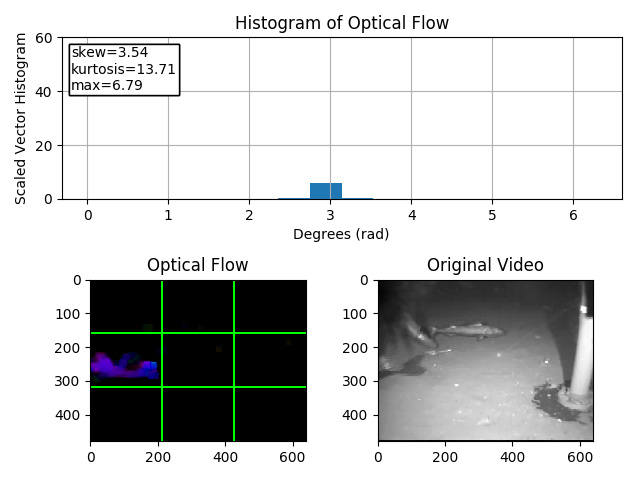 Histogram of Optical Flow
Scaled Vector Histogram
60
40
20
0
skew=3.54
kurtosis=13.71
max=6.79
0 1 2 3 4 5 6
Degrees (rad)
Optical Flow
0
100
200
300
400
0 200 400 600
Original Video
0
100
200
300
400
0 200 400 600